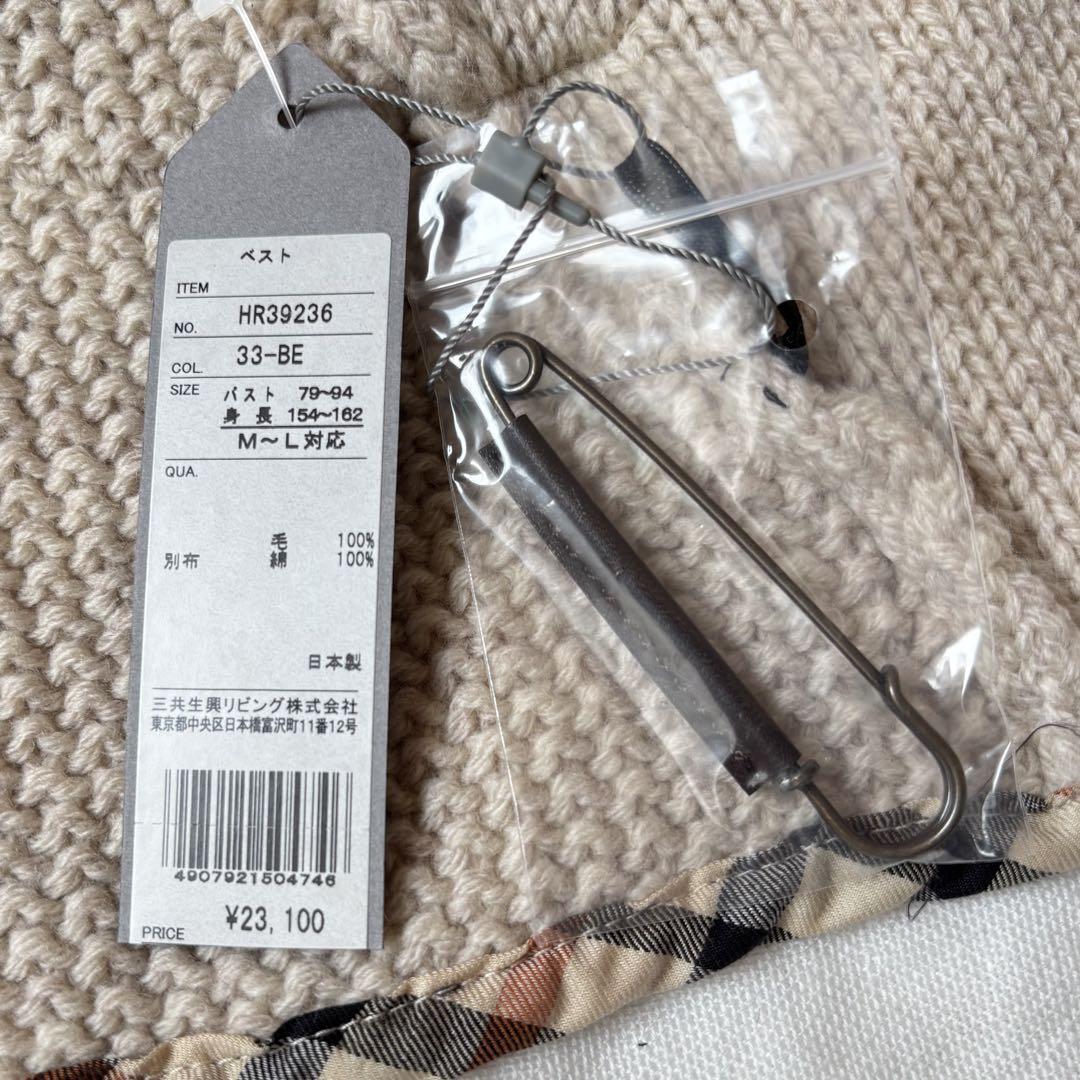 ベスト
ITEM
NO. HR39236
COL. 33-BE
SIZE バスト 79~94
身長 154~162
M~L対応
QUA.
毛 100%
別布 綿 100%
日本製
三共生興リビング株式会社
東京都中央区日本橋富沢町11番12号
4907921504746
PRICE ¥23,100